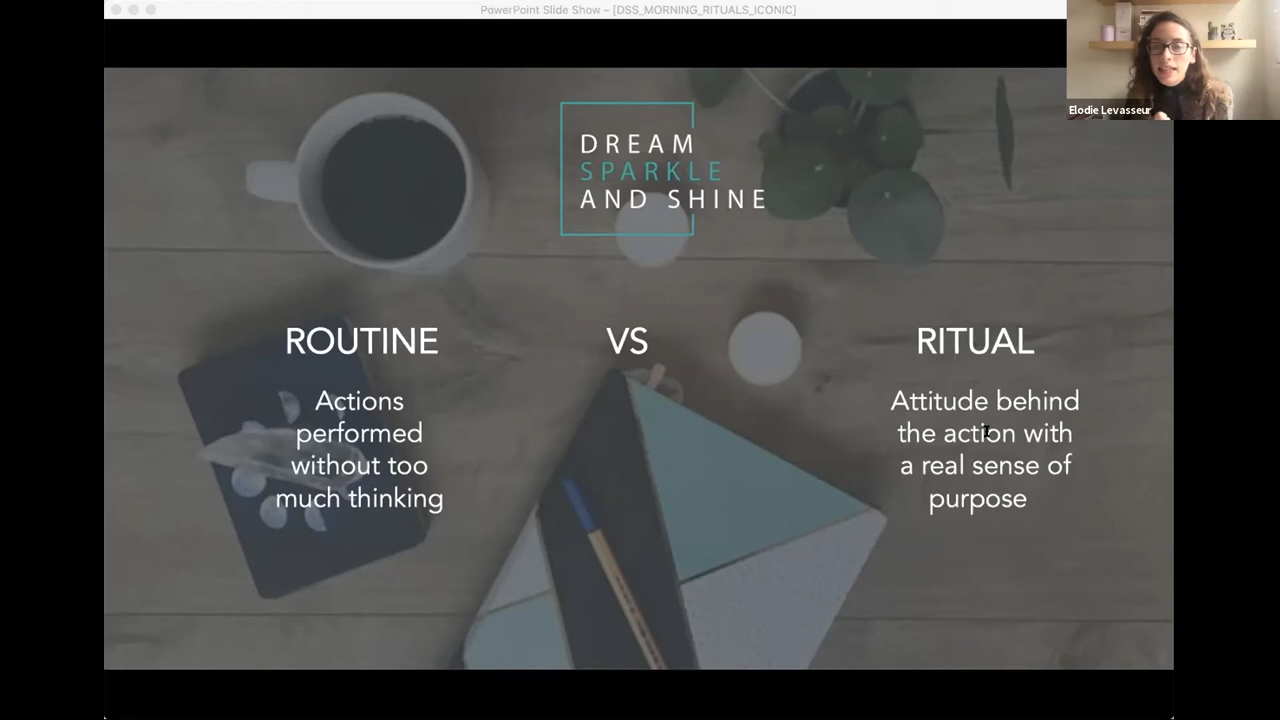 PowerPoint Slide Show – [DSS_MORNING_RITUALS_ICONIC]
Elodie Levasseur
DREAM
SPARKLE
AND SHINE
ROUTINE
VS
RITUAL
Actions
performed
without too
much thinking
Attitude behind
the action with
a real sense of
purpose